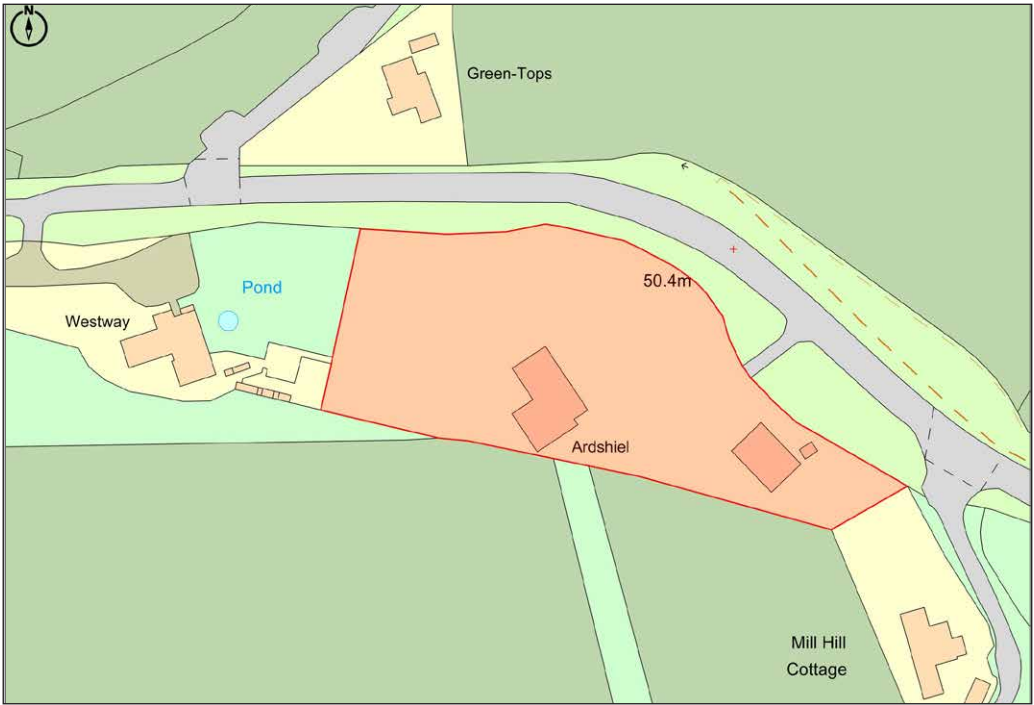 N
Green-Tops
Pond
50.4m
Westway
Ardshiel
Mill Hill
Cottage